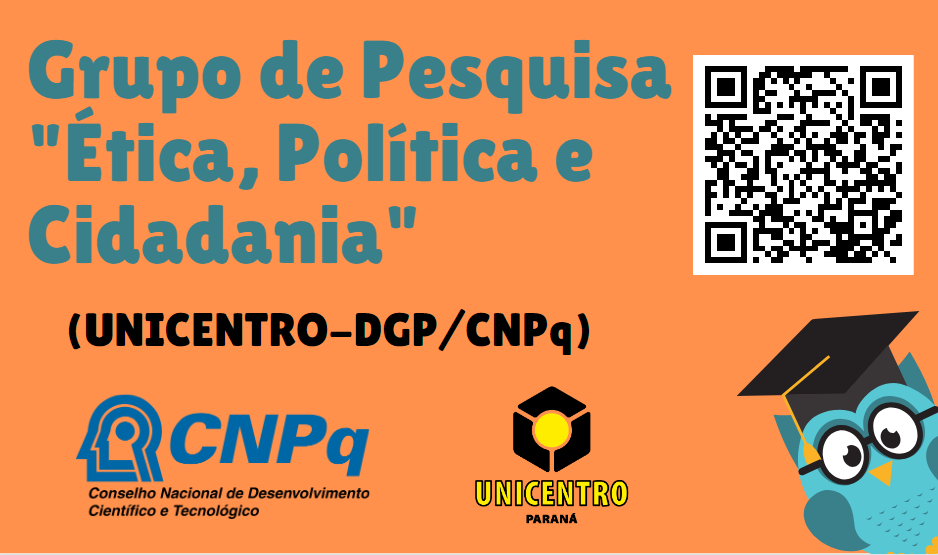 Grupo de Pesquisa
"Ética, Política e
Cidadania"
(UNICENTRO-DGP/CNPq)
CNPq
Conselho Nacional de Desenvolvimento
Científico e Tecnológico
UNICENTRO
PARANÁ